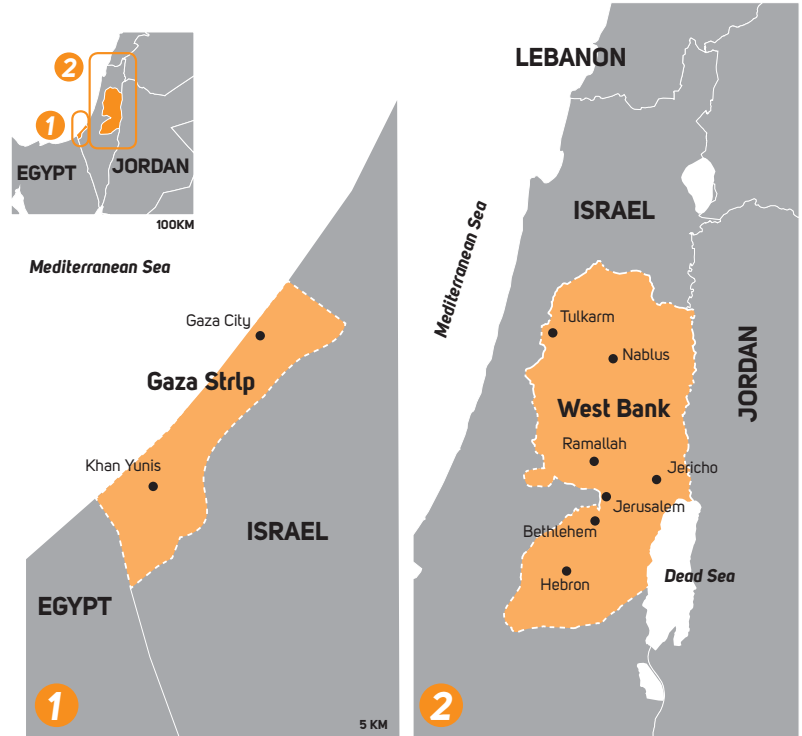 2
1
EGYPT
JORDAN
100KM
Mediterranean Sea
Gaza City
Gaza Strlp
Khan Yunis
ISRAEL
EGYPT
1
5 KM
LEBANON
ISRAEL
Mediterranean Sea
Tulkarm
Nablus
JORDAN
West Bank
Ramallah
Jericho
Jerusalem
Bethlehem
Dead Sea
Hebron
2